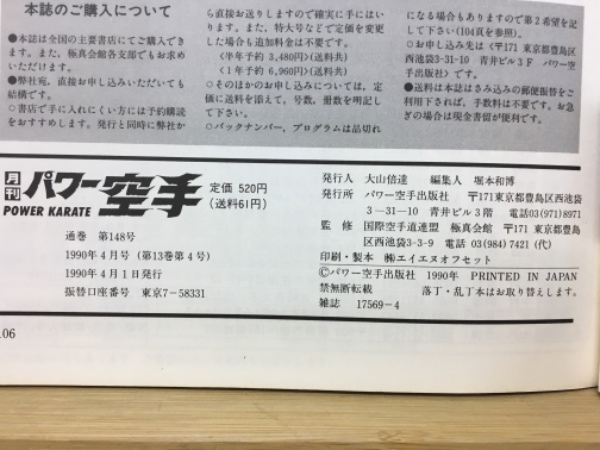 本誌のご購入について
●本誌は全国の主要書店にてご購入でき
ます。また、極真会館各支部でもお求め
いただけます。
●弊社宛、直接お申し込みいただいても
結構です。
○書店で手に入れにくい方には予約購読
をおすすめします。発行と同時に弊社か
ら直接お送りしますので確実に手にはい
ります。また、特大号などで定価を変更
した場合も追加料金は不要です。
〈半年予約 3,480円〉(送料共)
〈1年予約 6,960円〉(送料共)
○そのほかのお申し込みについては、定
価に送料を添えて、号数、冊数を明記し
て下さい。
○バックナンバー、プログラムは品切れ
になる場合もありますので第2希望を記
して下さい(104頁を参照)。
○お申し込み先は〈〒171 東京都豊島区
西池袋3-31-10 青井ビル3F パワー空
手出版社〉です。
●送料は本誌はさみ込みの郵便振替をご
利用下されば、手数料は不要です。お急
ぎの場合は現金書留が便利です。
月刊 パワー空手
POWER KARATE
定価 520円
(送料61円)
通巻 第148号
1990年4月号(第13巻第4号)
1990年4月1日発行
振替口座番号 東京7-58331
発行人 大山倍達 編集人 堀本和博
発行所 パワー空手出版社 〒171東京都豊島区西池袋
3-31-10 青井ビル3階 電話03(971)8971
監修 国際空手道連盟 極真会館 〒171 東京都豊島
区西池袋3-3-9 電話03(984)7421(代)
印刷・製本 ㈱エイエヌオフセット
©パワー空手出版社 1990年 PRINTED IN JAPAN
禁無断転載 落丁・乱丁本はお取り替えします。
雑誌 17569-4
.06